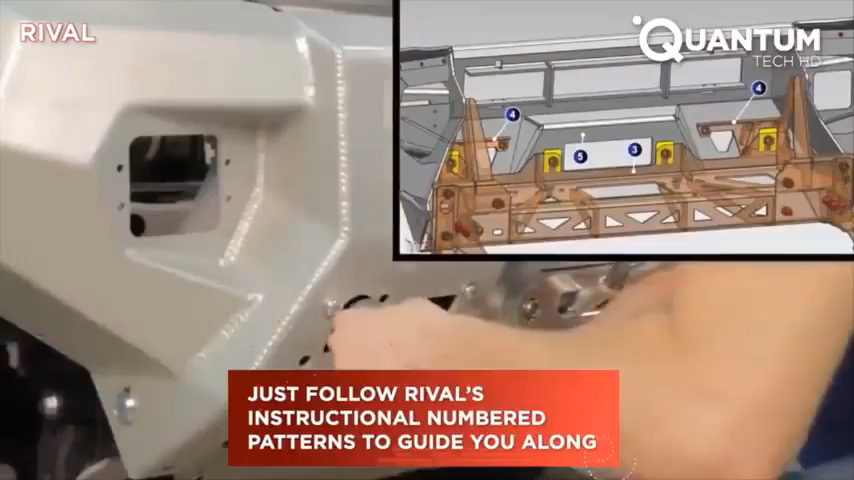 RIVAL
QUANTUM
TECH HD
4
4
5
3
JUST FOLLOW RIVAL'S
INSTRUCTIONAL NUMBERED
PATTERNS TO GUIDE YOU ALONG